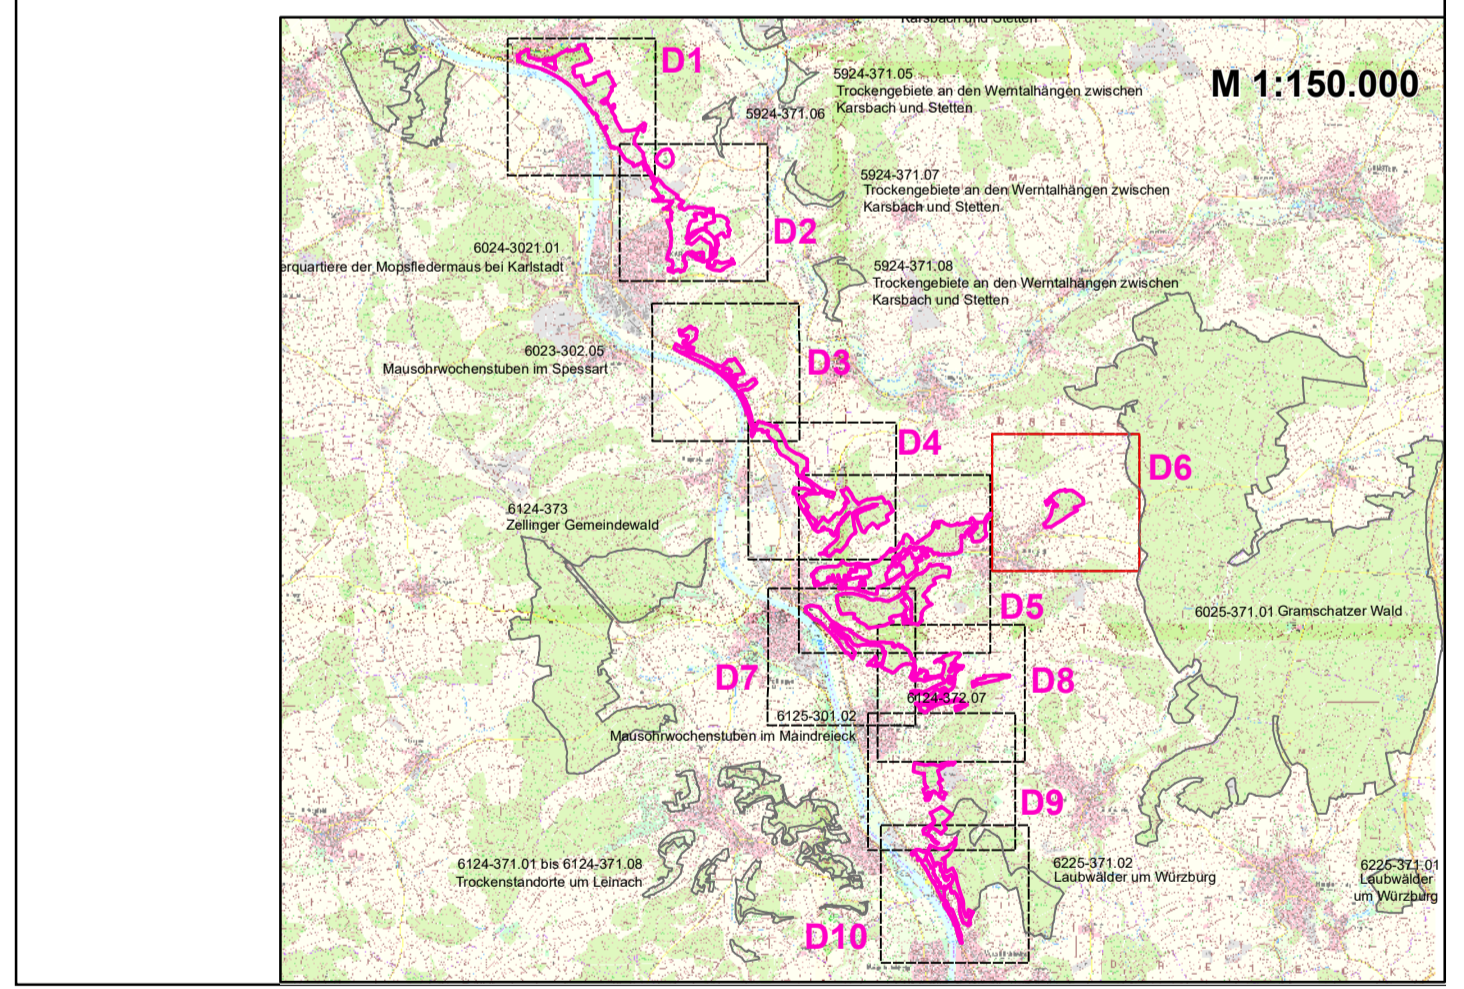 Karsbach und Stetten
D1
M 1:150.000
5924-371.05
Trockengebiete an den Werntalhängen zwischen
Karsbach und Stetten
5924-371.06
5924-371.07
Trockengebiete an den Werntalhängen zwischen
Karsbach und Stetten
D2
6024-3021.01
erquartiere der Mopsfledermaus bei Karlstadt
5924-371.08
Trockengebiete an den Werntalhängen zwischen
Karsbach und Stetten
6023-302.05
Mausohrwochenstuben im Spessart
D3
D4
D6
6124-373
Zellinger Gemeindewald
D5
6025-371.01 Gramschatzer Wald
D7
D8
6124-372.07
6125-301.02
Mausohrwochenstuben im Maindreieck
D9
6124-371.01 bis 6124-371.08
Trockenstandorte um Leinach
6225-371.02
Laubwälder um Würzburg
6225-371.01
Laubwälder
um Würzburg
D10